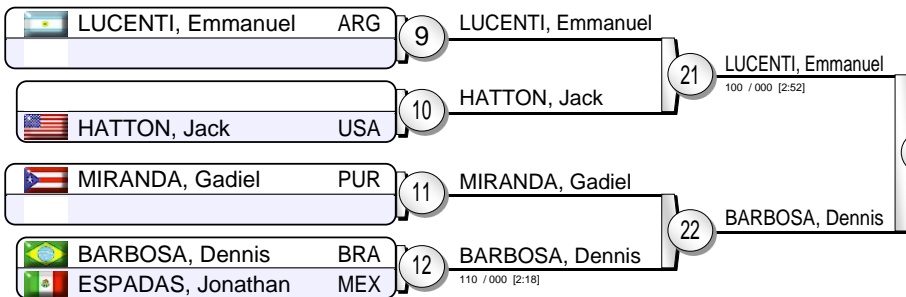 LUCENTI, Emmanuel ARG
9
LUCENTI, Emmanuel
21
LUCENTI, Emmanuel
100 / 000 [2:52]
10
HATTON, Jack
HATTON, Jack USA
MIRANDA, Gadiel PUR
11
MIRANDA, Gadiel
22
BARBOSA, Dennis
BARBOSA, Dennis BRA
12
BARBOSA, Dennis
110 / 000 [2:18]
ESPADAS, Jonathan MEX